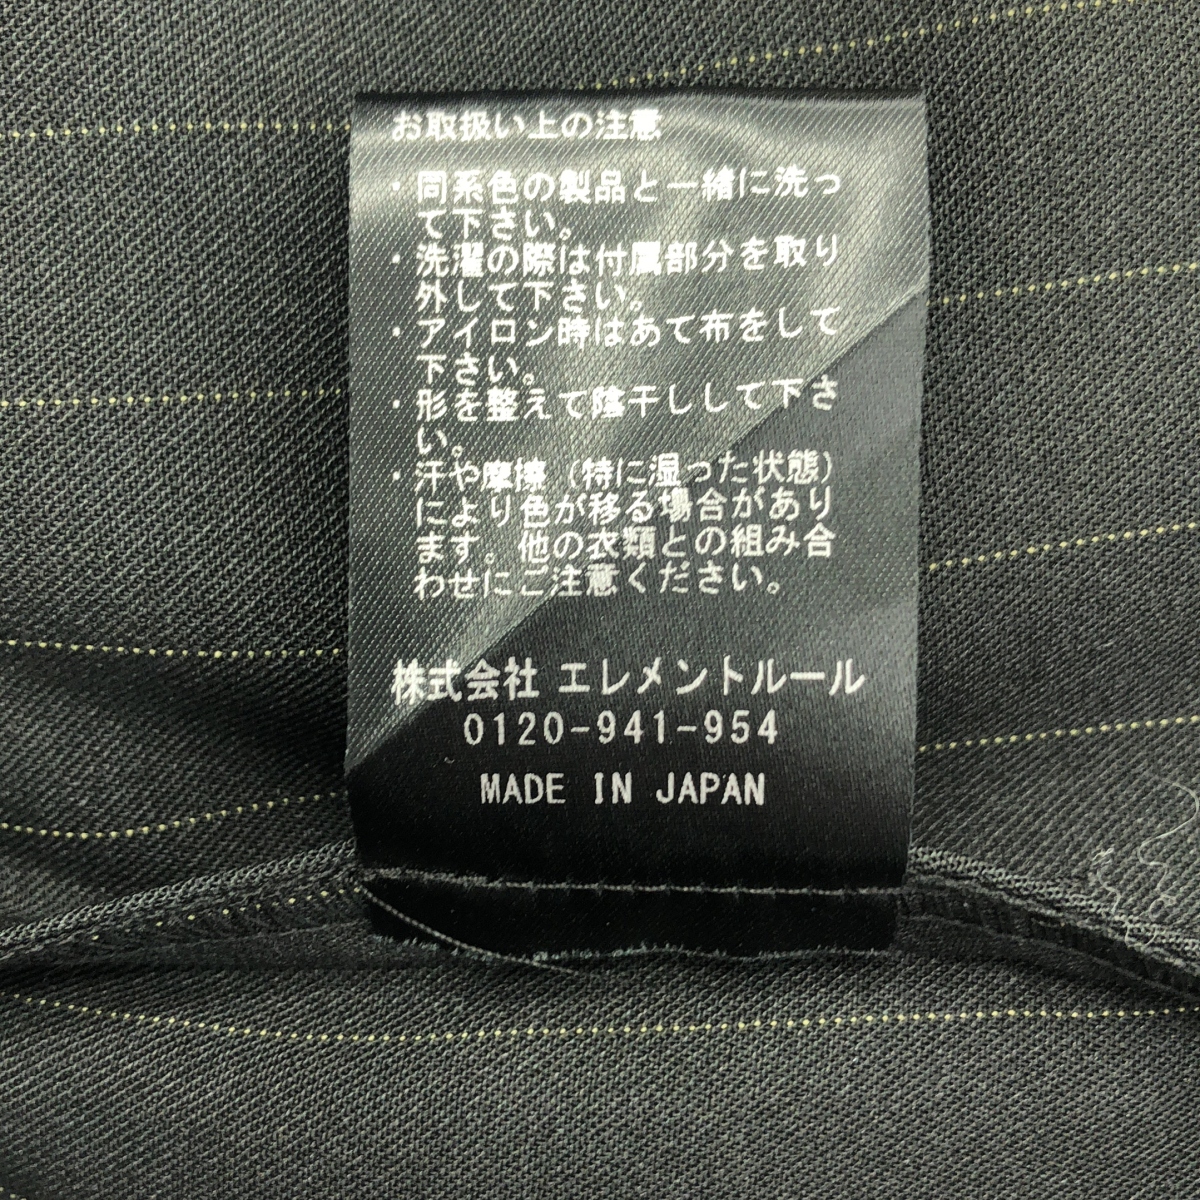 お取扱い上の注意
・同系色の製品と一緒に洗っ
て下さい。
・洗濯の際は付属部分を取り
外して下さい。
・アイロン時はあて布をして
下さい。
・形を整えて陰干しして下さ
い。
・汗や摩擦（特に湿った状態）
により色が移る場合があり
ます。他の衣類との組み合
わせにご注意ください。
株式会社 エレメントルール
0120-941-954
MADE IN JAPAN